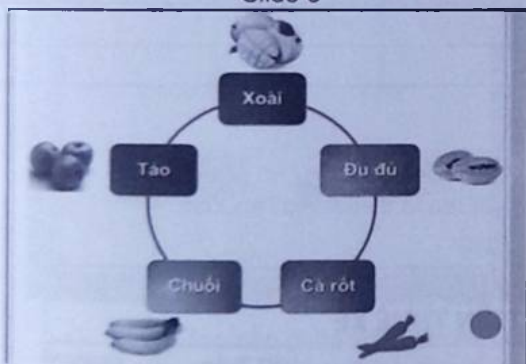 Xoài
Táo
Đu đủ
Chuối
Cà rốt